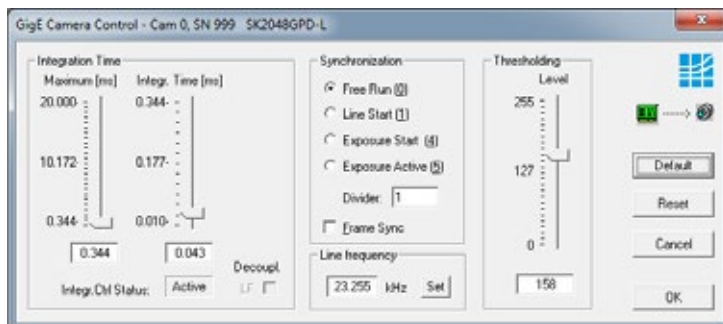 GigE Camera Control - Cam 0, SN 999 SK2048GPD-L
Integration Time
Maximum [ms] Integr. Time [ms]
20.000 0.344
10.172 0.177
0.344 0.010
0.344 0.043
Decoupl.
Integr.Ctrl Status: Active LF
Synchronization
Free Run (0)
Line Start (1)
Exposure Start (4)
Exposure Active (5)
Divider: 1
Frame Sync
Line frequency
23.255 kHz Set
Thresholding
Level
255
127
0
158
Default
Reset
Cancel
OK